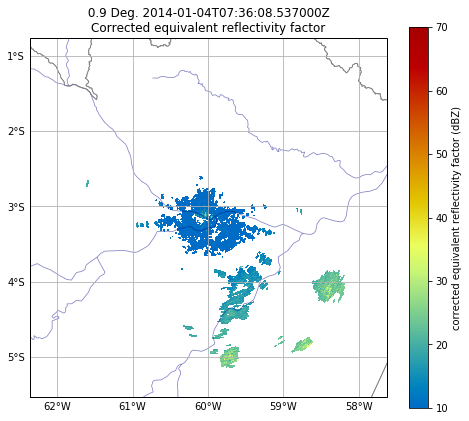 0.9 Deg. 2014-01-04T07:36:08.537000Z
Corrected equivalent reflectivity factor
1°S
2°S
3°S
4°S
5°S
62°W 61°W 60°W 59°W 58°W
70
60
50
40
30
20
10
corrected equivalent reflectivity factor (dBZ)